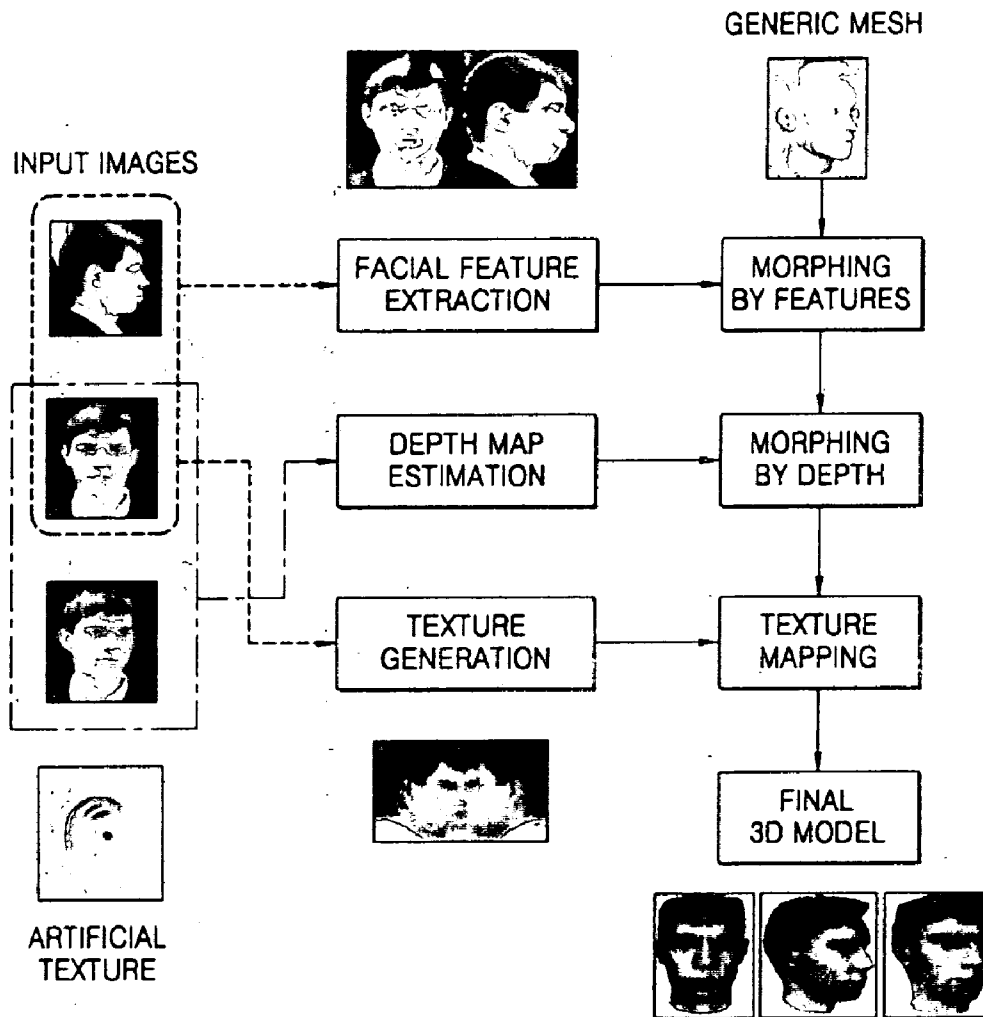 GENERIC MESH
INPUT IMAGES
FACIAL FEATURE
EXTRACTION
MORPHING
BY FEATURES
DEPTH MAP
ESTIMATION
MORPHING
BY DEPTH
TEXTURE
GENERATION
TEXTURE
MAPPING
FINAL
3D MODEL
ARTIFICIAL
TEXTURE